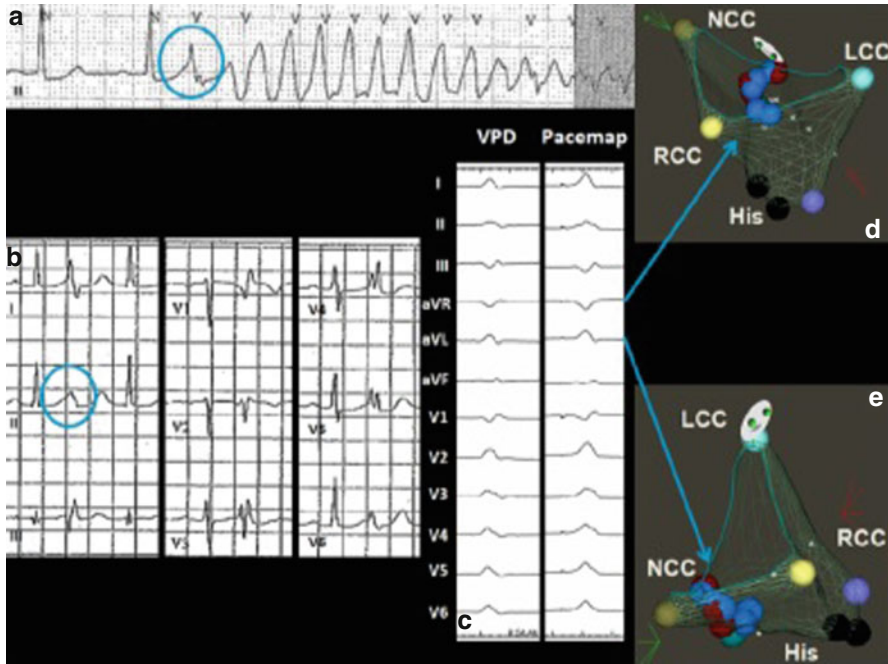 a
N N V V V V V V V V V V V V
II
b
I
II
III
V1
V2
V3
V4
V5
V6
VPD Pacemap
I
II
III
aVR
aVL
aVF
V1
V2
V3
V4
V5
V6
c
NCC
LCC
RCC
His
d
e
LCC
RCC
NCC
His